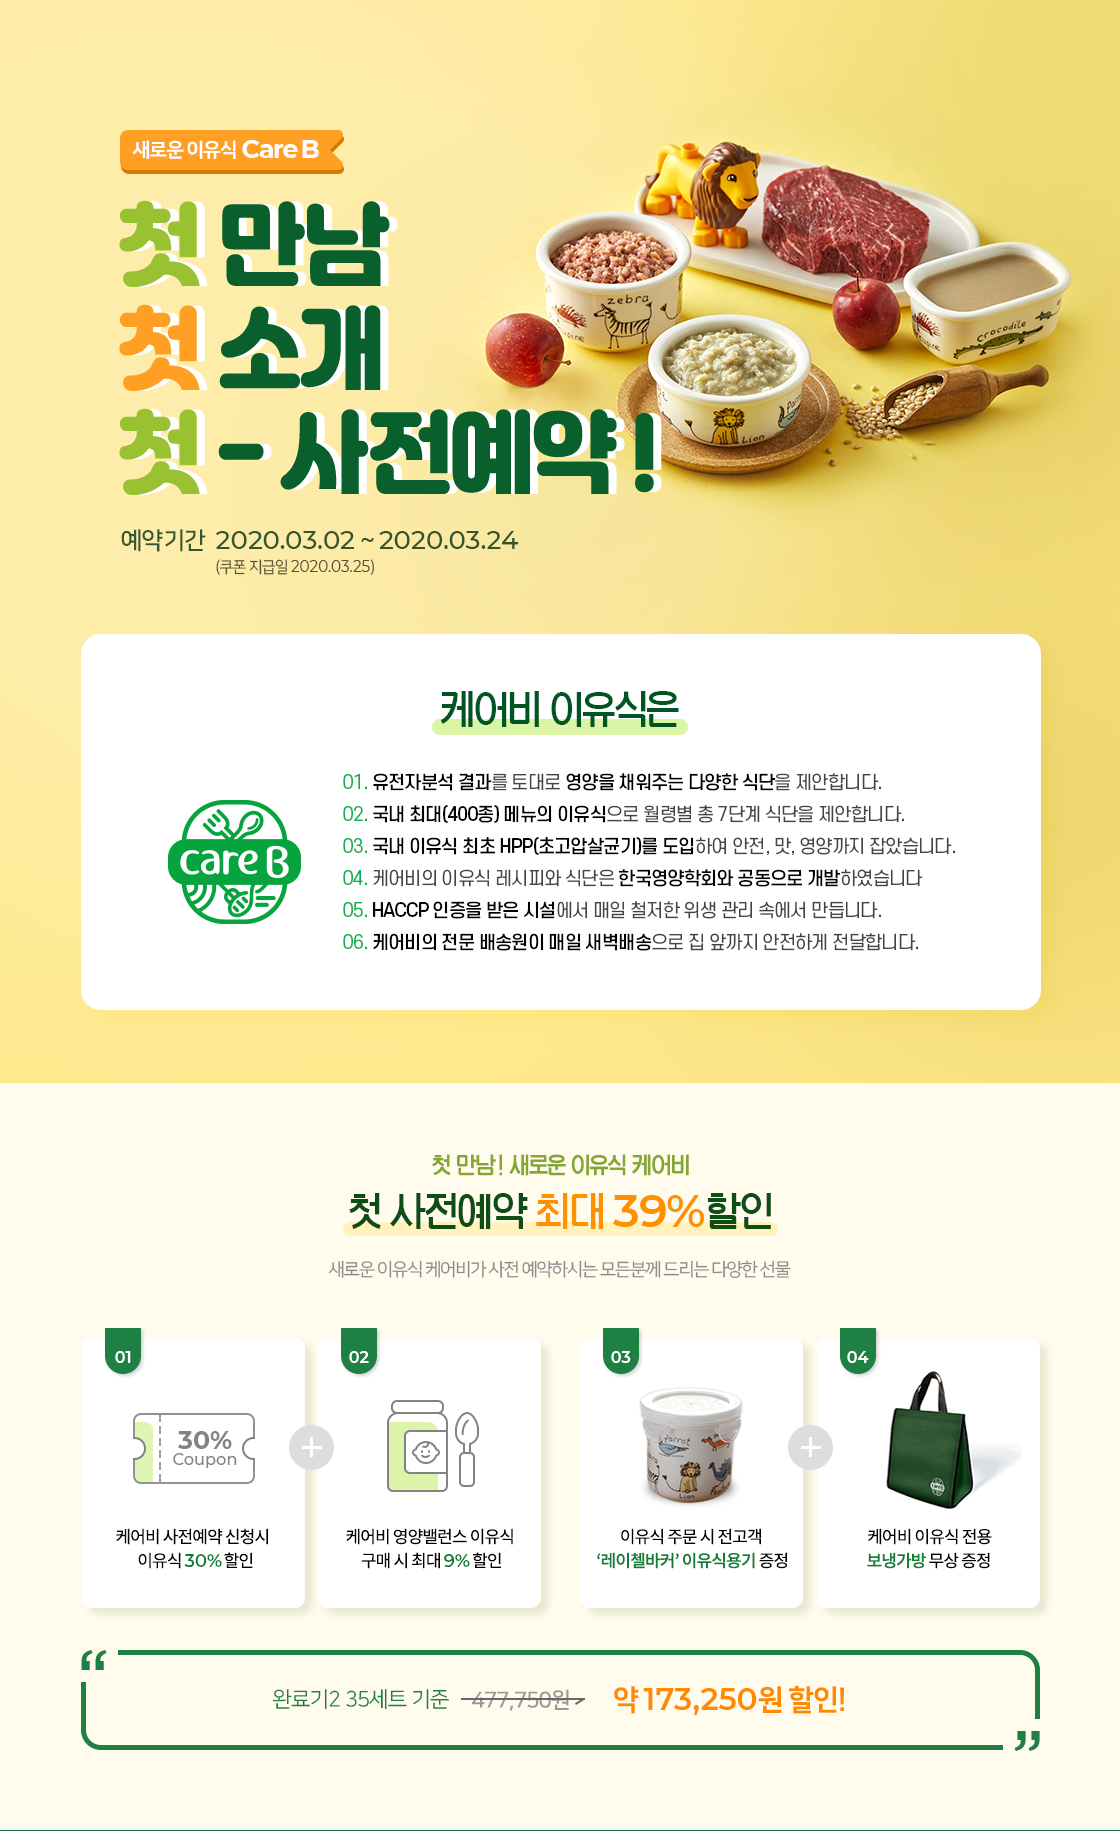 새로운 이유식 Care B
첫 만남
첫 소개
첫 - 사전예약!
zebra
crocodile
Lion
예약기간 2020.03.02 ~ 2020.03.24
(쿠폰 지급일 2020.03.25)
케어비 이유식은
care B
01. 유전자분석 결과를 토대로 영양을 채워주는 다양한 식단을 제안합니다.
02. 국내 최대(400종) 메뉴의 이유식으로 월령별 총 7단계 식단을 제안합니다.
03. 국내 이유식 최초 HPP(초고압살균기)를 도입하여 안전, 맛, 영양까지 잡았습니다.
04. 케어비의 이유식 레시피와 식단은 한국영양학회와 공동으로 개발하였습니다
05. HACCP 인증을 받은 시설에서 매일 철저한 위생 관리 속에서 만듭니다.
06. 케어비의 전문 배송원이 매일 새벽배송으로 집 앞까지 안전하게 전달합니다.
첫 만남! 새로운 이유식 케어비
첫 사전예약 최대 39% 할인
새로운 이유식 케어비가 사전 예약하시는 모든분께 드리는 다양한 선물
01
30%
Coupon
케어비 사전예약 신청시
이유식 30% 할인
02
케어비 영양밸런스 이유식
구매 시 최대 9% 할인
03
parrot
Lion
이유식 주문 시 전고객
‘레이첼바커’ 이유식용기 증정
04
케어비 이유식 전용
보냉가방 무상 증정
“
완료기2 35세트 기준 477,750원 약 173,250원 할인!
”